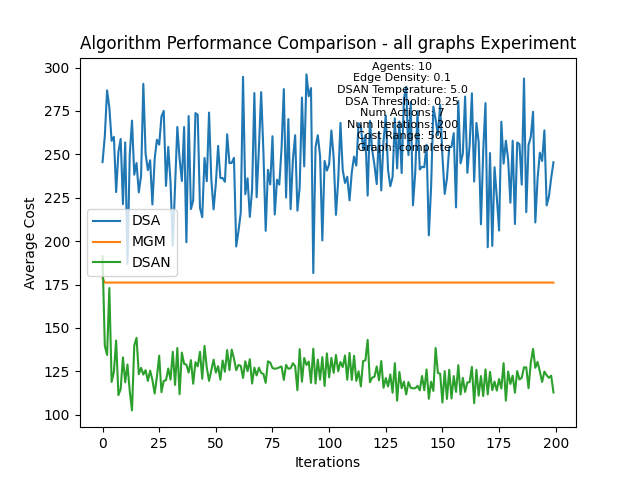 Algorithm Performance Comparison - all graphs Experiment
Agents: 10
Edge Density: 0.1
DSAN Temperature: 5.0
DSA Threshold: 0.25
Num Actions: 7
Num Iterations: 200
Cost Range: 501
Graph: complete
300
275
250
225
200
175
150
125
100
Average Cost
DSA
MGM
DSAN
0
25
50
75
100
125
150
175
200
Iterations